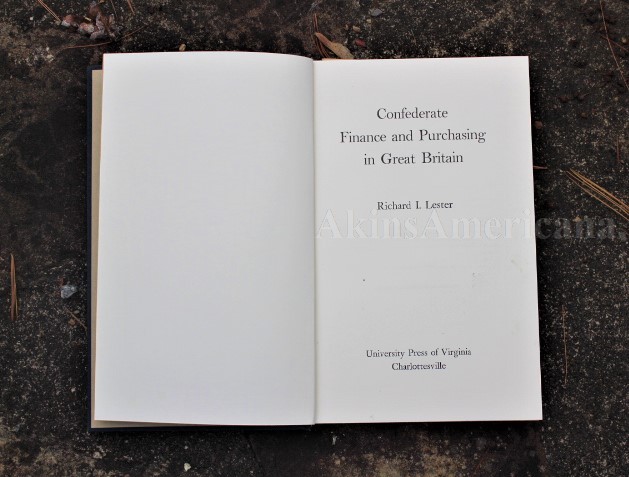 Confederate
Finance and Purchasing
in Great Britain
Richard I. Lester
AkinsAmericana.
University Press of Virginia
Charlottesville